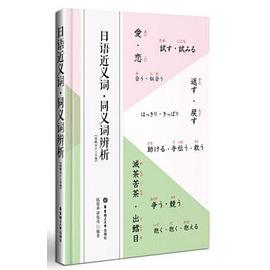 日语近义词·同义词辨析
愛・恋
試す・試みる
合う・似合う
返す・戻す
はっきり・きっぱり
助ける・手伝う・救う
滅茶苦茶・出鱈目
争う・競う
抱く・抱く・抱える